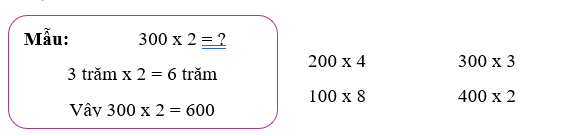 Mẫu: 300 x 2 = ?
3 trăm x 2 = 6 trăm
Vây 300 x 2 = 600
200 x 4 300 x 3
100 x 8 400 x 2